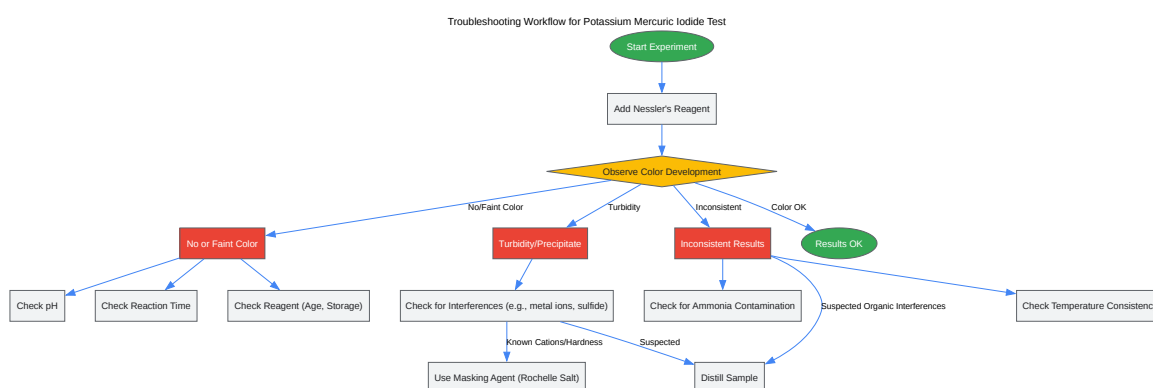 Troubleshooting Workflow for Potassium Mercuric Iodide Test
Start Experiment
Add Nessler's Reagent
Observe Color Development
No/Faint Color
Turbidity
Inconsistent
Color OK
No or Faint Color
Turbidity/Precipitate
Inconsistent Results
Results OK
Check pH
Check Reaction Time
Check Reagent (Age, Storage)
Check for Interferences (e.g., metal ions, sulfide)
Check for Ammonia Contamination
Suspected Organic Interferences
Check Temperature Consistenc
Known Cations/Hardness
Suspected
Use Masking Agent (Rochelle Salt)
Distill Sample